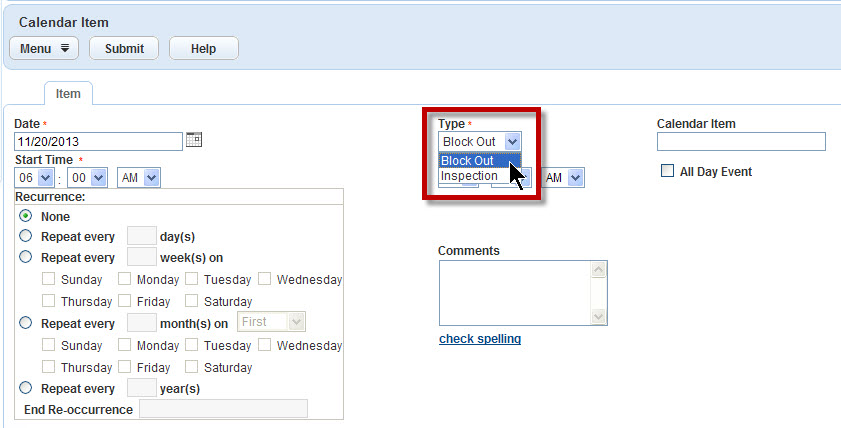 Calendar Item
Menu Submit Help
Item
Date * Type * Calendar Item
11/20/2013 Block Out
Block Out
Inspection
Start Time *
06 : 00 AM AM
All Day Event
Recurrence:
None
Repeat every day(s)
Repeat every week(s) on
Sunday Monday Tuesday Wednesday
Thursday Friday Saturday
Repeat every month(s) on First
Sunday Monday Tuesday Wednesday
Thursday Friday Saturday
Repeat every year(s)
End Re-occurrence
Comments
check spelling